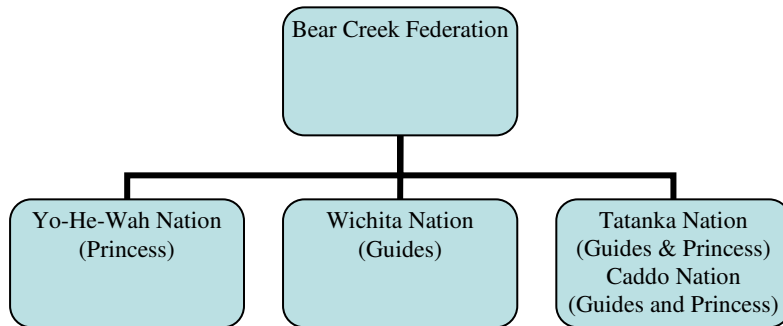 Bear Creek Federation
Yo-He-Wah Nation
(Princess)
Wichita Nation
(Guides)
Tatanka Nation
(Guides & Princess)
Caddo Nation
(Guides and Princess)